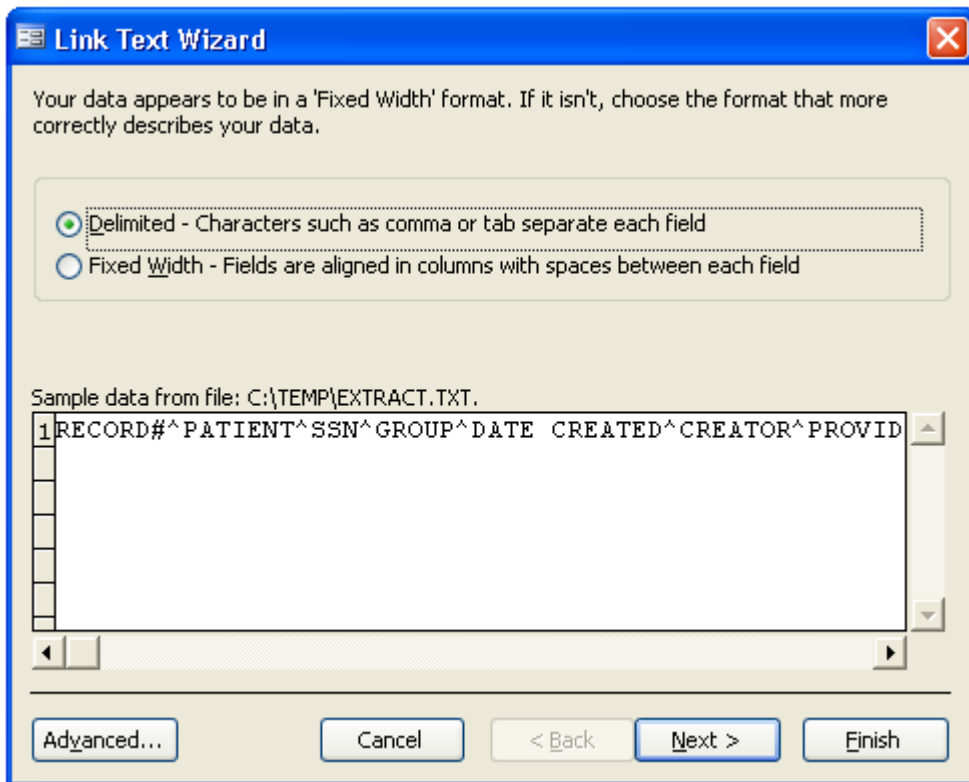 Link Text Wizard
Your data appears to be in a 'Fixed Width' format. If it isn't, choose the format that more
correctly describes your data.
Delimited - Characters such as comma or tab separate each field
Fixed Width - Fields are aligned in columns with spaces between each field
Sample data from file: C:\TEMP\EXTRACT.TXT.
1 RECORD#^PATIENT^SSN^GROUP^DATE CREATED^CREATOR^PROVID
Advanced... Cancel < Back Next > Finish